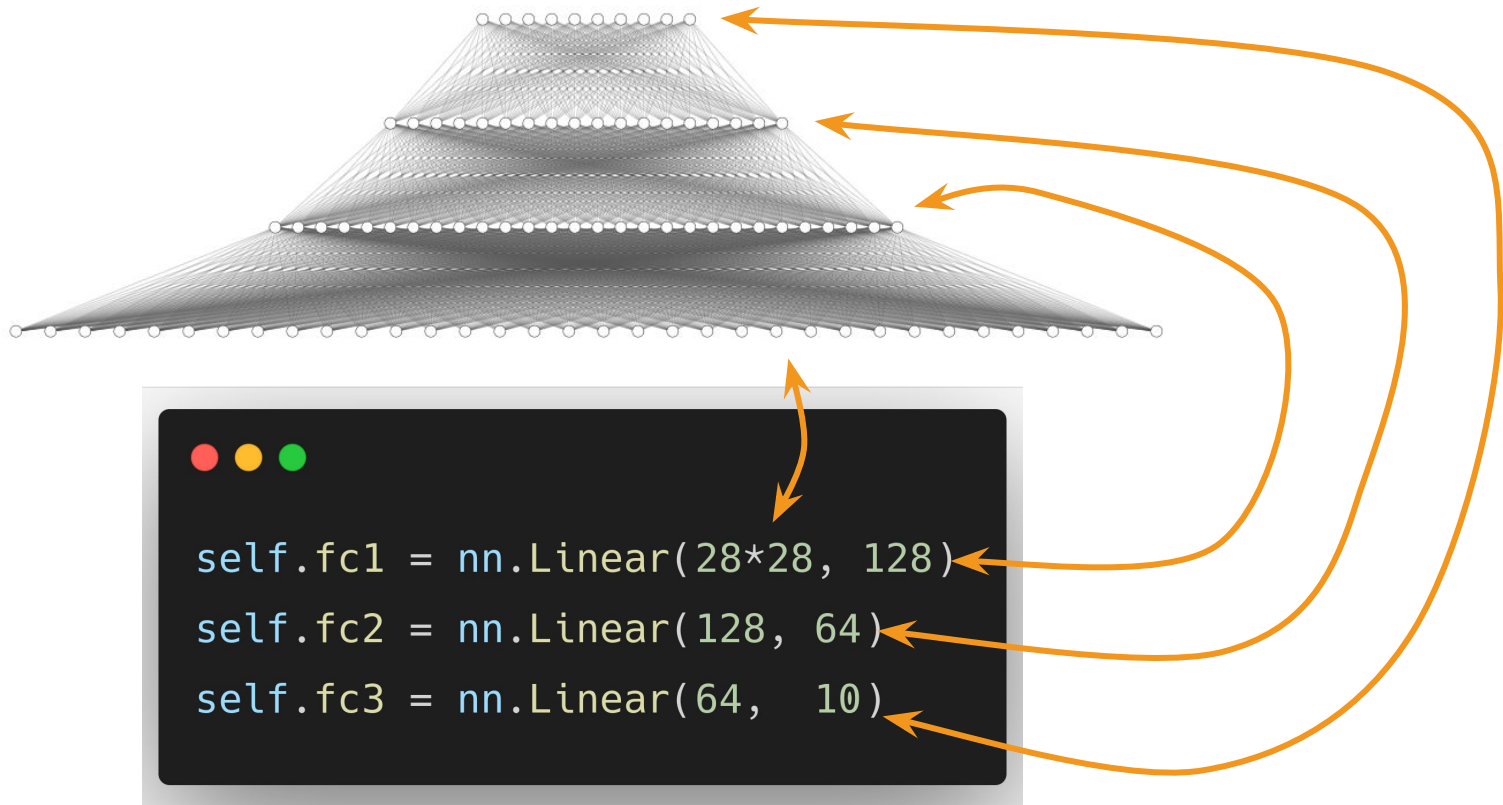 self.fc1 = nn.Linear(28*28, 128)
self.fc2 = nn.Linear(128, 64)
self.fc3 = nn.Linear(64,  10)